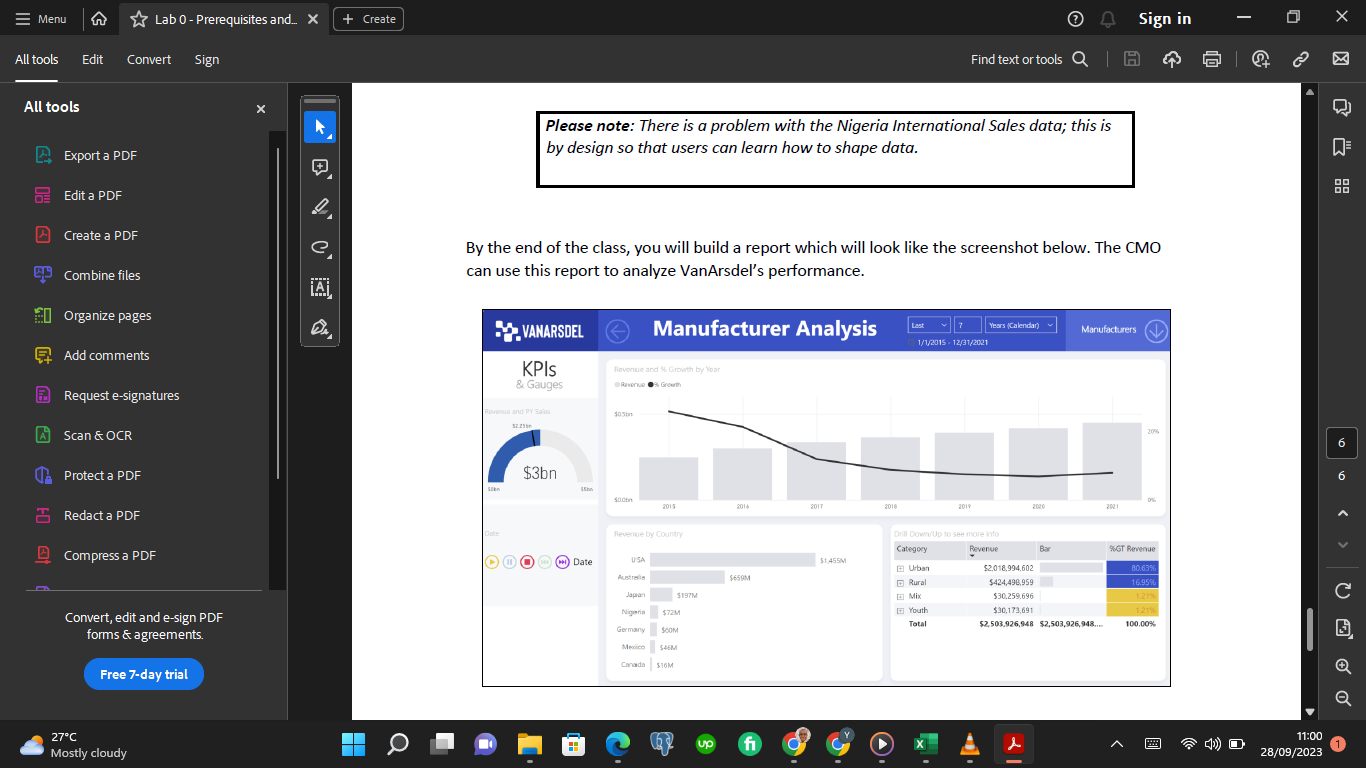 Menu
Lab 0 - Prerequisites and...
Create
Sign in
All tools
Edit
Convert
Sign
Find text or tools
All tools
Export a PDF
Edit a PDF
Create a PDF
Combine files
Organize pages
Add comments
Request e-signatures
Scan & OCR
Protect a PDF
Redact a PDF
Compress a PDF
Convert, edit and e-sign PDF
forms & agreements.
Free 7-day trial
Please note: There is a problem with the Nigeria International Sales data; this is
by design so that users can learn how to shape data.
By the end of the class, you will build a report which will look like the screenshot below. The CMO
can use this report to analyze VanArsdel’s performance.
VANARSDEL
Manufacturer Analysis
Last
7
Years (Calendar)
1/1/2015 - 12/31/2021
Manufacturers
KPIs
& Gauges
Revenue and PY Sales
$2.25bn
$3bn
$0bn
$5bn
Date
Date
Revenue and % Growth by Year
Revenue % Growth
$0.5bn
$0.0bn
20%
0%
2015 2016 2017 2018 2019 2020 2021
Revenue by Country
USA $1,455M
Australia $659M
Japan $197M
Nigeria $72M
Germany $60M
Mexico $46M
Canada $16M
Drill Down/Up to see more info
Category Revenue Bar %GT Revenue
Urban $2,018,994,602 80.63%
Rural $424,498,959 16.95%
Mix $30,259,696 1.21%
Youth $30,173,691 1.21%
Total $2,503,926,948 $2,503,926,948.... 100.00%
6
6
27°C
Mostly cloudy
up
fi
Y
11:00
28/09/2023
1